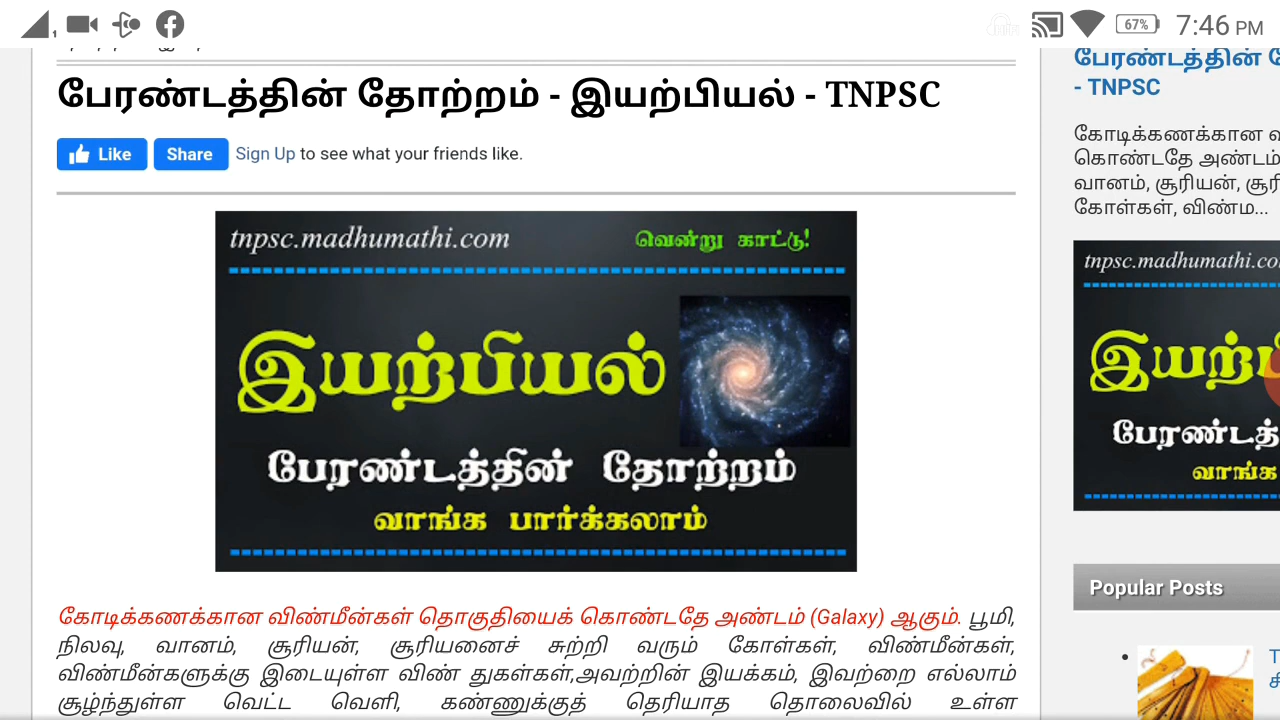 67% 7:46 PM
பேரண்டத்தின் தோற்றம் - இயற்பியல் - TNPSC
Like Share Sign Up to see what your friends like.
tnpsc.madhumathi.com வென்று காட்டு!
இயற்பியல்
பேரண்டத்தின் தோற்றம்
வாங்க பார்க்கலாம்
கோடிக்கணக்கான விண்மீன்கள் தொகுதியைக் கொண்டதே அண்டம் (Galaxy) ஆகும். பூமி,
நிலவு, வானம், சூரியன், சூரியனைச் சுற்றி வரும் கோள்கள், விண்மீன்கள்,
விண்மீன்களுக்கு இடையுள்ள விண் துகள்கள்,அவற்றின் இயக்கம், இவற்றை எல்லாம்
சூழ்ந்துள்ள வெட்ட வெளி, கண்ணுக்குத் தெரியாத தொலைவில் உள்ள
பேரண்டத்தின்
- TNPSC
கோடிக்கணக்கான
கொண்டதே அண்டம்
வானம், சூரியன், சூரி
கோள்கள், விண்ம...
tnpsc.madhumathi.co
இயற்பி
பேரண்டத்
வாங்க
Popular Posts